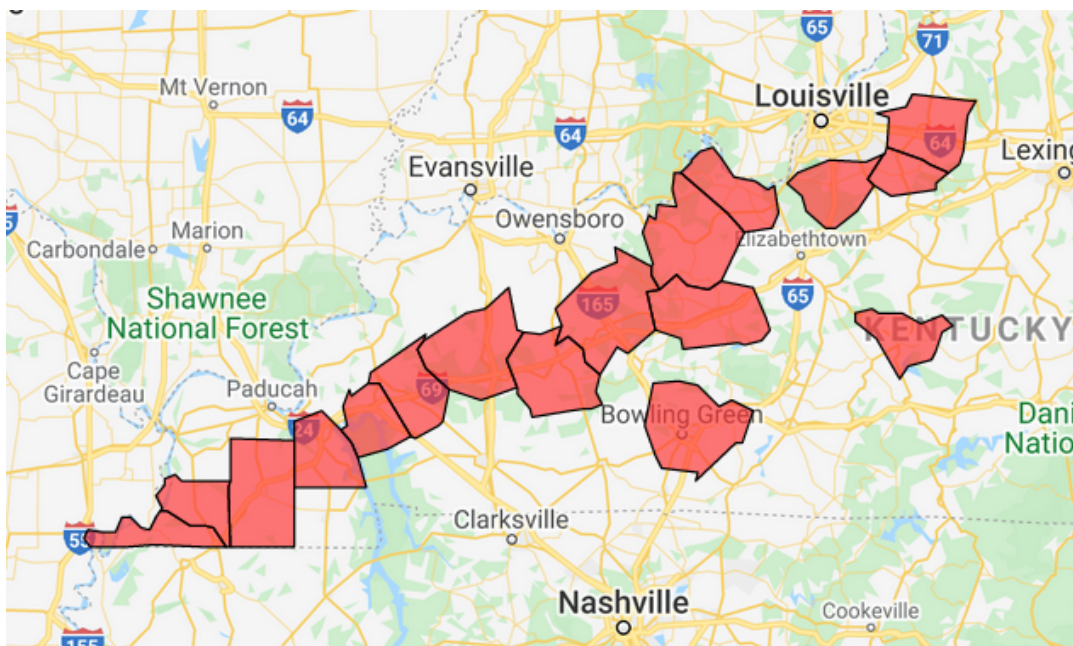 65
71
Mt Vernon
64
Louisville
64
64
Lexing
Evansville
Owensboro
Marion
Carbondale
Elizabethtown
Shawnee
National Forest
165
65
KENTUCKY
Cape
Girardeau
Paducah
69
24
Bowling Green
Dani
Natio
Clarksville
55
Nashville
Cookeville
155